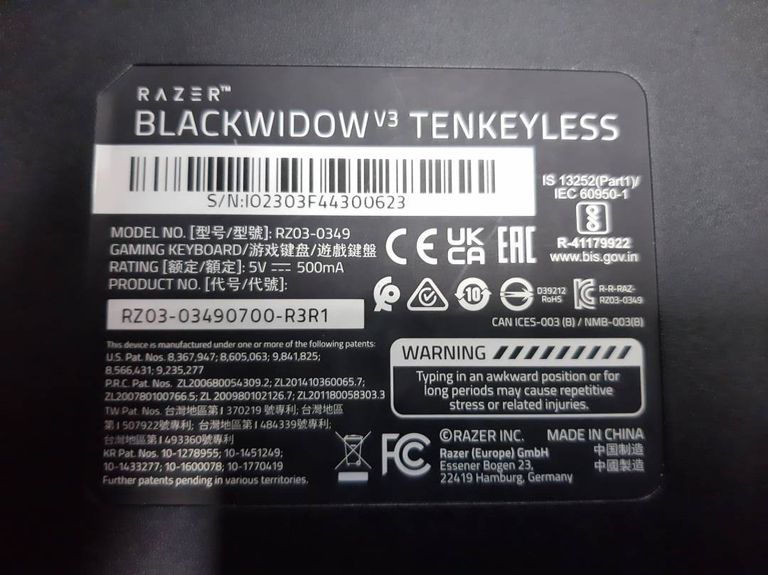 RAZER™
BLACKWIDOW V3 TENKEYLESS
S/N:IO2303F44300623
IS 13252(Part1)/
IEC 60950-1
R-41179922
www.bis.gov.in
MODEL NO. [型号/型號]: RZ03-0349
GAMING KEYBOARD/游戏键盘/遊戲鍵盤
RATING [额定/額定]: 5V ⎓ 500mA
PRODUCT NO. [代号/代號]:
RZ03-03490700-R3R1
CE UK CA EAC
10
D39212
RoHS
R-R-RAZ-
RZ03-0349
CAN ICES-003 (B) / NMB-003(B)
This device is manufactured under one or more of the following patents:
U.S. Pat. Nos. 8,367,947; 8,605,063; 9,841,825;
8,566,431; 9,235,277
P.R.C. Pat. Nos. ZL200680054309.2; ZL201410360065.7;
ZL200780100766.5; ZL 200980102126.7; ZL201180058303.3
TW Pat. Nos. 台灣地區第 I 370219 號專利; 台灣地區
第 I 507922號專利; 台灣地區第 I 484339號專利;
台灣地區第 I 493360號專利
KR Pat. Nos. 10-1278955; 10-1451249;
10-1433277; 10-1600078; 10-1770419
Further patents pending in various territories.
WARNING
Typing in an awkward position or for
long periods may cause repetitive
stress or related injuries.
FC
©RAZER INC. MADE IN CHINA
Razer (Europe) GmbH 中国制造
Essener Bogen 23, 中國製造
22419 Hamburg, Germany